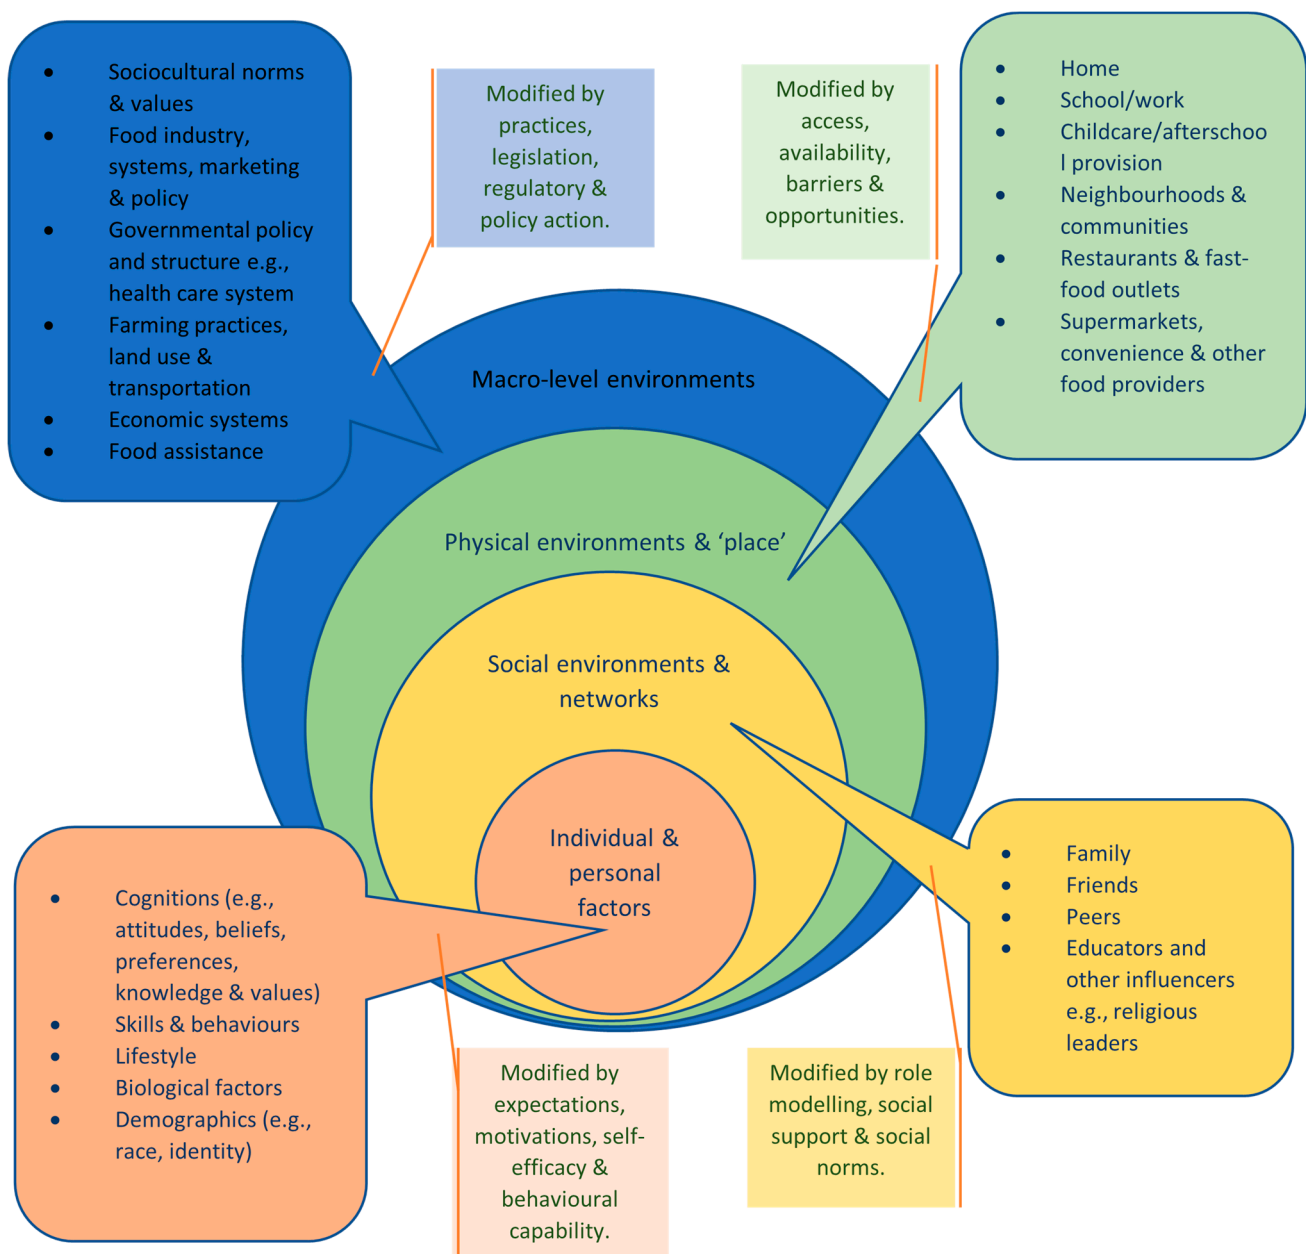 • Sociocultural norms
& values
• Food industry,
systems, marketing
& policy
• Governmental policy
and structure e.g.,
health care system
• Farming practices,
land use &
transportation
• Economic systems
• Food assistance
Modified by
practices,
legislation,
regulatory &
policy action.
Modified by
access,
availability,
barriers &
opportunities.
• Home
• School/work
• Childcare/afterschoo
l provision
• Neighbourhoods &
communities
• Restaurants & fast-
food outlets
• Supermarkets,
convenience & other
food providers
Macro-level environments
Physical environments & ‘place’
Social environments &
networks
Individual &
personal
factors
• Cognitions (e.g.,
attitudes, beliefs,
preferences,
knowledge & values)
• Skills & behaviours
• Lifestyle
• Biological factors
• Demographics (e.g.,
race, identity)
Modified by
expectations,
motivations, self-
efficacy &
behavioural
capability.
Modified by role
modelling, social
support & social
norms.
• Family
• Friends
• Peers
• Educators and
other influencers
e.g., religious
leaders